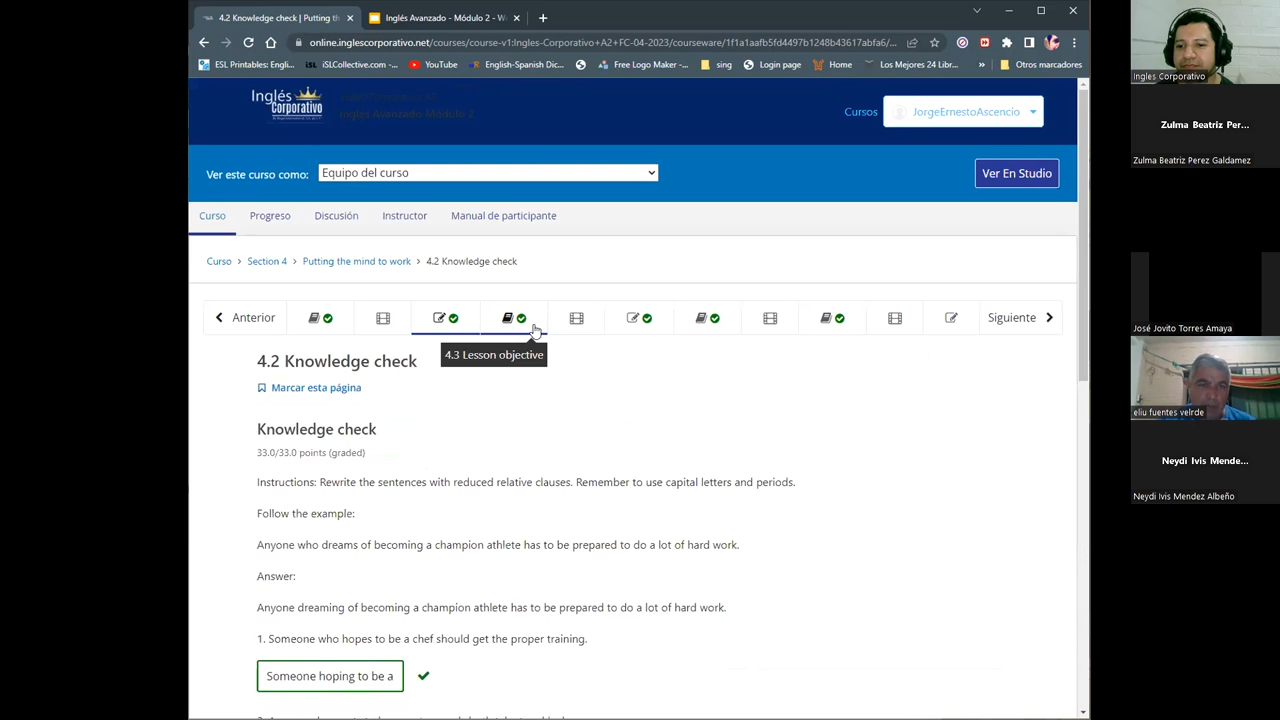 4.2 Knowledge check | Putting th
Inglés Avanzado - Módulo 2 - W
online.inglescorporativo.net/courses/course-v1:Ingles-Corporativo+A2+FC-04-2023/courseware/1f1a1aafb5fd4497b1248b43617abfa6/...
ESL Printables: Engli...
iSLCollective.com -...
YouTube
English-Spanish Dic...
Free Logo Maker -...
sing
Login page
Home
Los Mejores 24 Libr...
»
Otros marcadores
Inglés
corporativo
Inglés Avanzado Módulo 2
Cursos
JorgeErnestoAscencio
Ver este curso como:
Equipo del curso
Ver En Studio
Curso
Progreso
Discusión
Instructor
Manual de participante
Curso > Section 4 > Putting the mind to work > 4.2 Knowledge check
Anterior
Siguiente
4.3 Lesson objective
4.2 Knowledge check
Marcar esta página
Knowledge check
33.0/33.0 points (graded)
Instructions: Rewrite the sentences with reduced relative clauses. Remember to use capital letters and periods.
Follow the example:
Anyone who dreams of becoming a champion athlete has to be prepared to do a lot of hard work.
Answer:
Anyone dreaming of becoming a champion athlete has to be prepared to do a lot of hard work.
1. Someone who hopes to be a chef should get the proper training.
Someone hoping to be a
Ingles Corporativo
Zulma Beatriz Per...
Zulma Beatriz Perez Galdamez
José Jovito Torres Amaya
eliu fuentes velrde
Neydi Ivis Mende...
Neydi Ivis Mendez Albeño